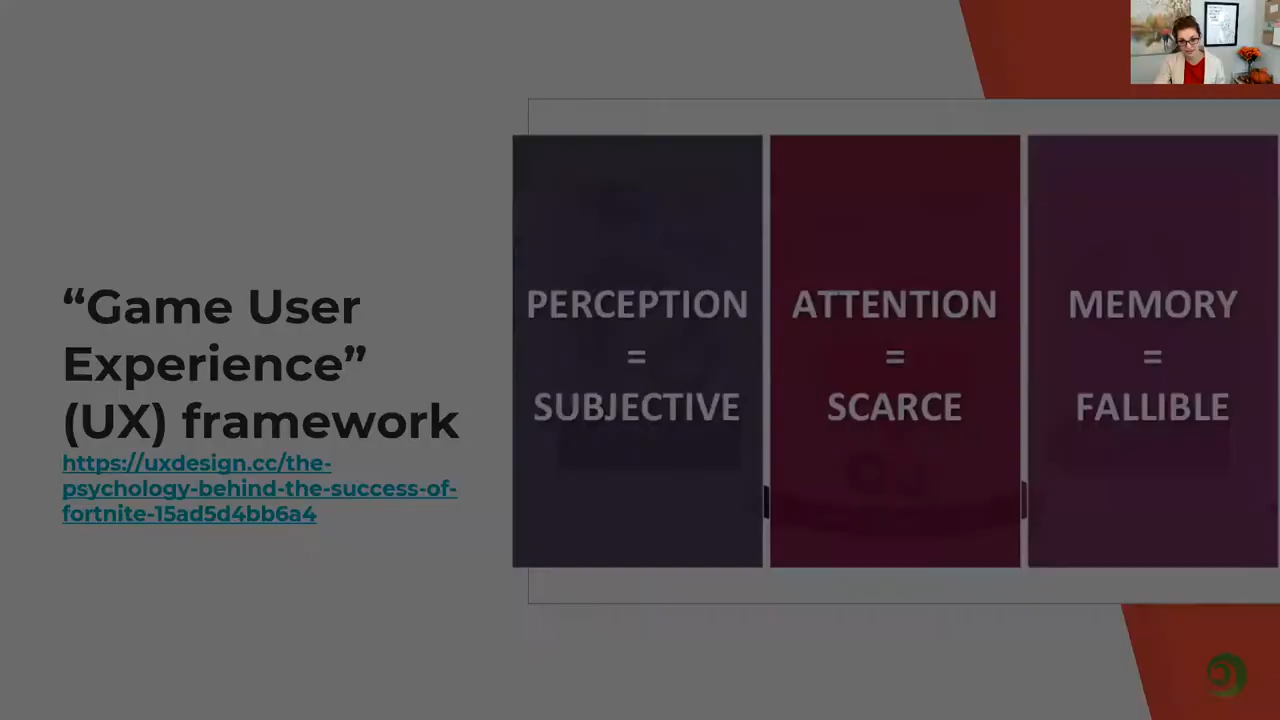 “Game User
Experience”
(UX) framework
https://uxdesign.cc/the-
psychology-behind-the-success-of-
fortnite-15ad5d4bb6a4
PERCEPTION
=
SUBJECTIVE
ATTENTION
=
SCARCE
MEMORY
=
FALLIBLE